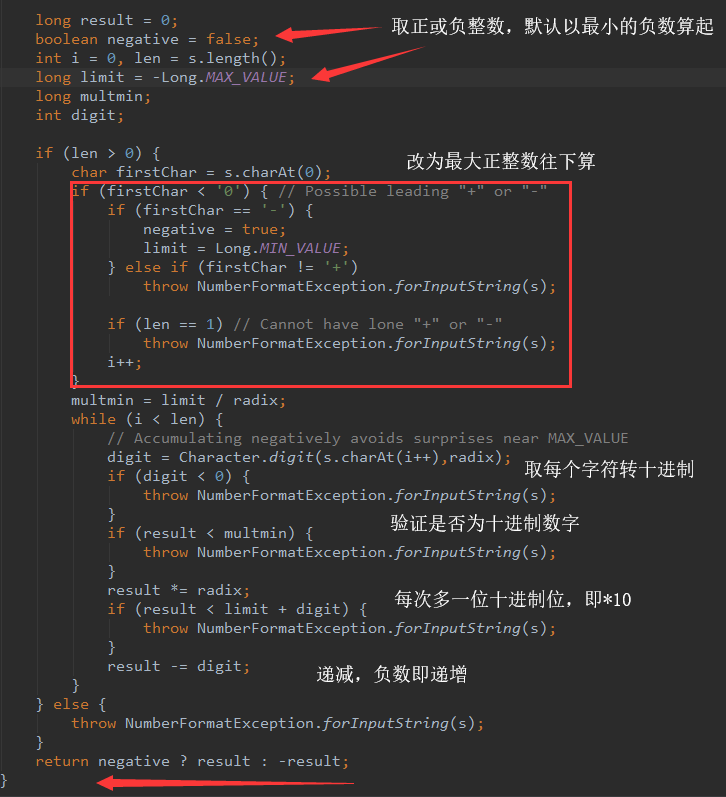 long result = 0;
boolean negative = false;
取正或负整数，默认以最小的负数算起
int i = 0, len = s.length();
long limit = -Long.MAX_VALUE;
long multmin;
int digit;
if (len > 0) {
char firstChar = s.charAt(0);
改为最大正整数往下算
if (firstChar < '0') { // Possible leading "+" or "-"
if (firstChar == '-') {
negative = true;
limit = Long.MIN_VALUE;
} else if (firstChar != '+')
throw NumberFormatException.forInputString(s);
if (len == 1) // Cannot have lone "+" or "-"
throw NumberFormatException.forInputString(s);
i++;
}
multmin = limit / radix;
while (i < len) {
// Accumulating negatively avoids surprises near MAX_VALUE
digit = Character.digit(s.charAt(i++),radix);
取每个字符转十进制
if (digit < 0) {
throw NumberFormatException.forInputString(s);
}
验证是否为十进制数字
if (result < multmin) {
throw NumberFormatException.forInputString(s);
}
result *= radix;
每次多一位十进制位，即*10
if (result < limit + digit) {
throw NumberFormatException.forInputString(s);
}
result -= digit;
递减，负数即递增
}
} else {
throw NumberFormatException.forInputString(s);
}
return negative ? result : -result;
}